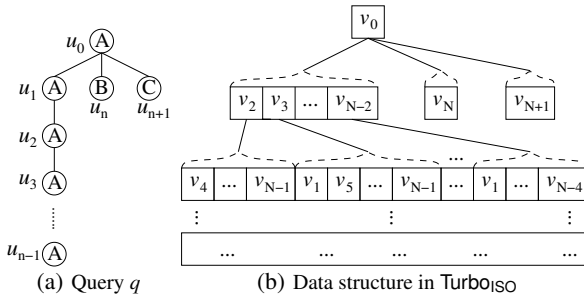 u0 A
v0
u1 A B C
un un+1
v2 v3 ... vN-2 vN vN+1
u2 A
...
u3 A
v4 ... vN-1 v1 v5 ... vN-1 ... v1 ... vN-4
un-1 A
... ... ... ... ...
(a) Query q
(b) Data structure in TurboISO